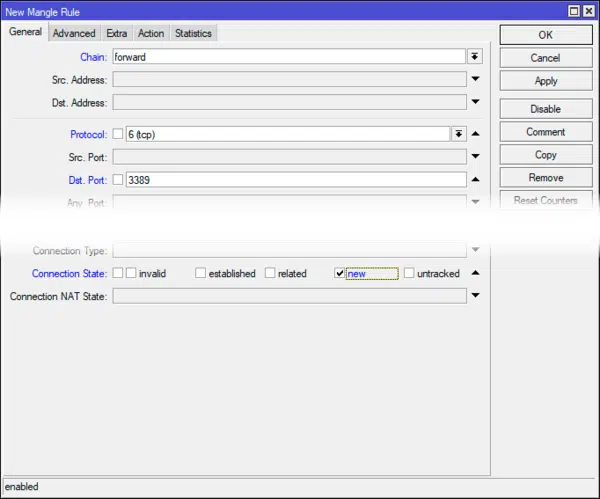 New Mangle Rule
General Advanced Extra Action Statistics
OK
Chain: forward
Cancel
Src. Address:
Apply
Dst. Address:
Disable
Protocol: 6 (tcp)
Comment
Src. Port:
Copy
Dst. Port: 3389
Remove
Any. Port:
Reset Counters
Connection Type:
Connection State: invalid established related new untracked
Connection NAT State:
enabled